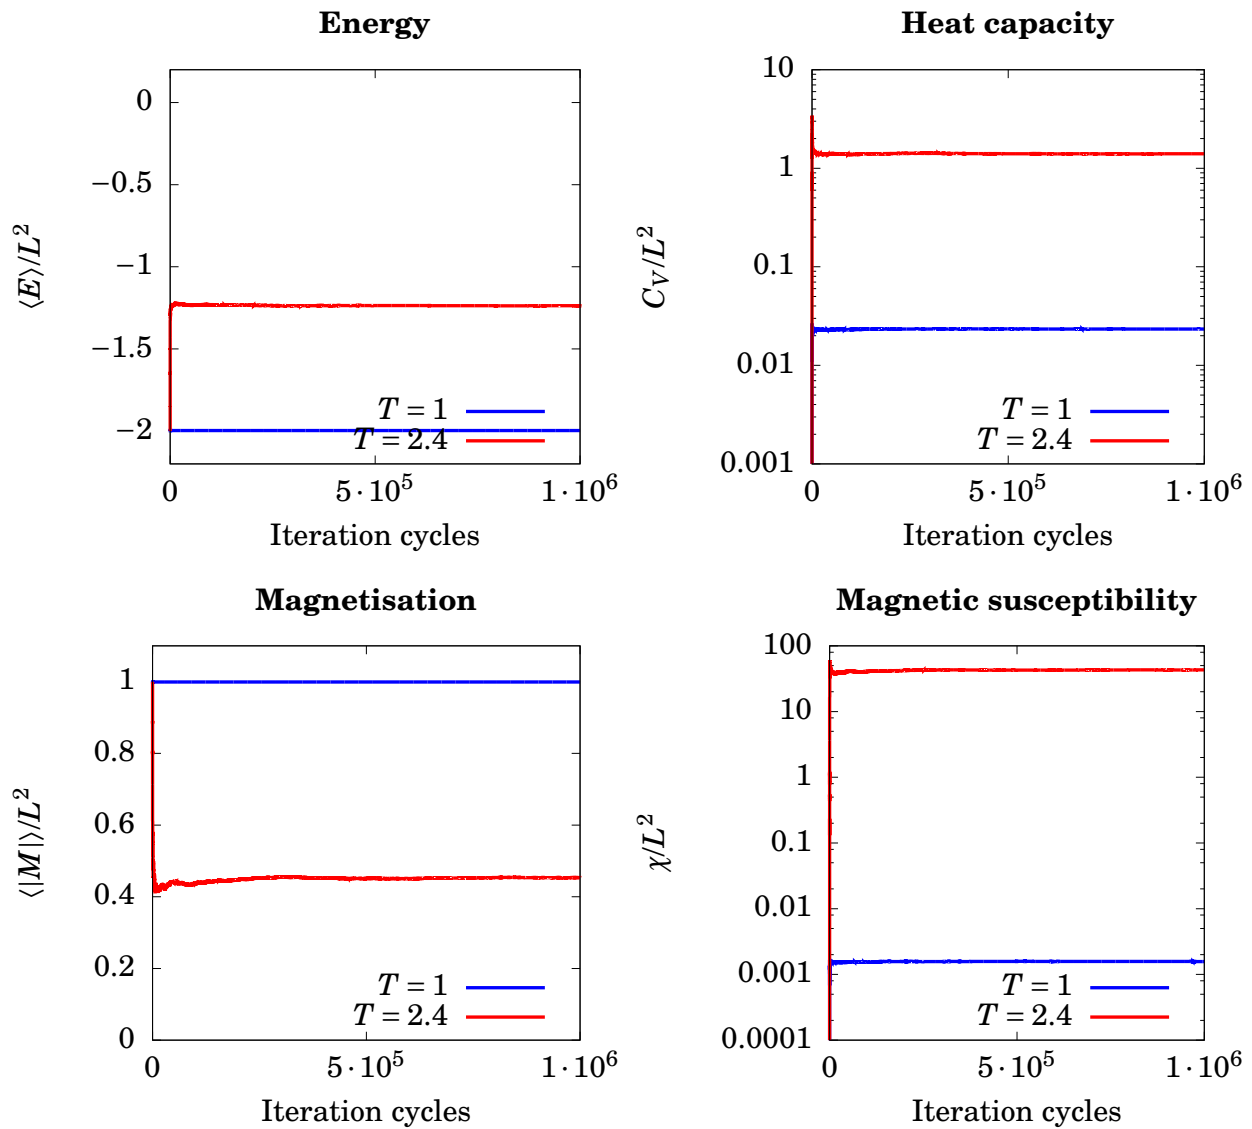 Energy
0
−0.5
−1
−1.5
−2
⟨E⟩/L²
T = 1
T = 2.4
0
5·10⁵
1·10⁶
Iteration cycles
Heat capacity
10
1
0.1
0.01
0.001
C_V/L²
T = 1
T = 2.4
0
5·10⁵
1·10⁶
Iteration cycles
Magnetisation
1
0.8
0.6
0.4
0.2
0
⟨|M|⟩/L²
T = 1
T = 2.4
0
5·10⁵
1·10⁶
Iteration cycles
Magnetic susceptibility
100
10
1
0.1
0.01
0.001
0.0001
χ/L²
T = 1
T = 2.4
0
5·10⁵
1·10⁶
Iteration cycles